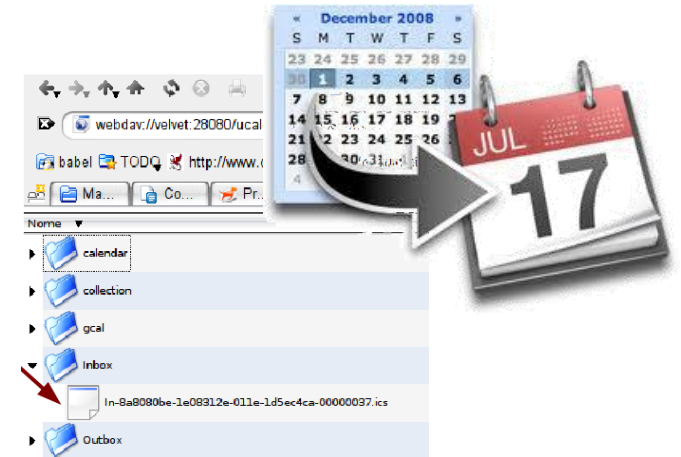 « December 2008 »
S M T W T F S
23 24 25 26 27 28 29
30 1 2 3 4 5 6
7 8 9 10 11 12 13
14 15 16 17 18 19
21 22 23 24 25 26
28 30 31
4
webdav://velvet:28080/ucal
babel TODO http://www.
Ma... Co... Pr.
Nome
calendar
collection
gcal
Inbox
In-8a8080be-1e08312e-011e-1d5ec4ca-00000037.ics
Outbox
JUL
17